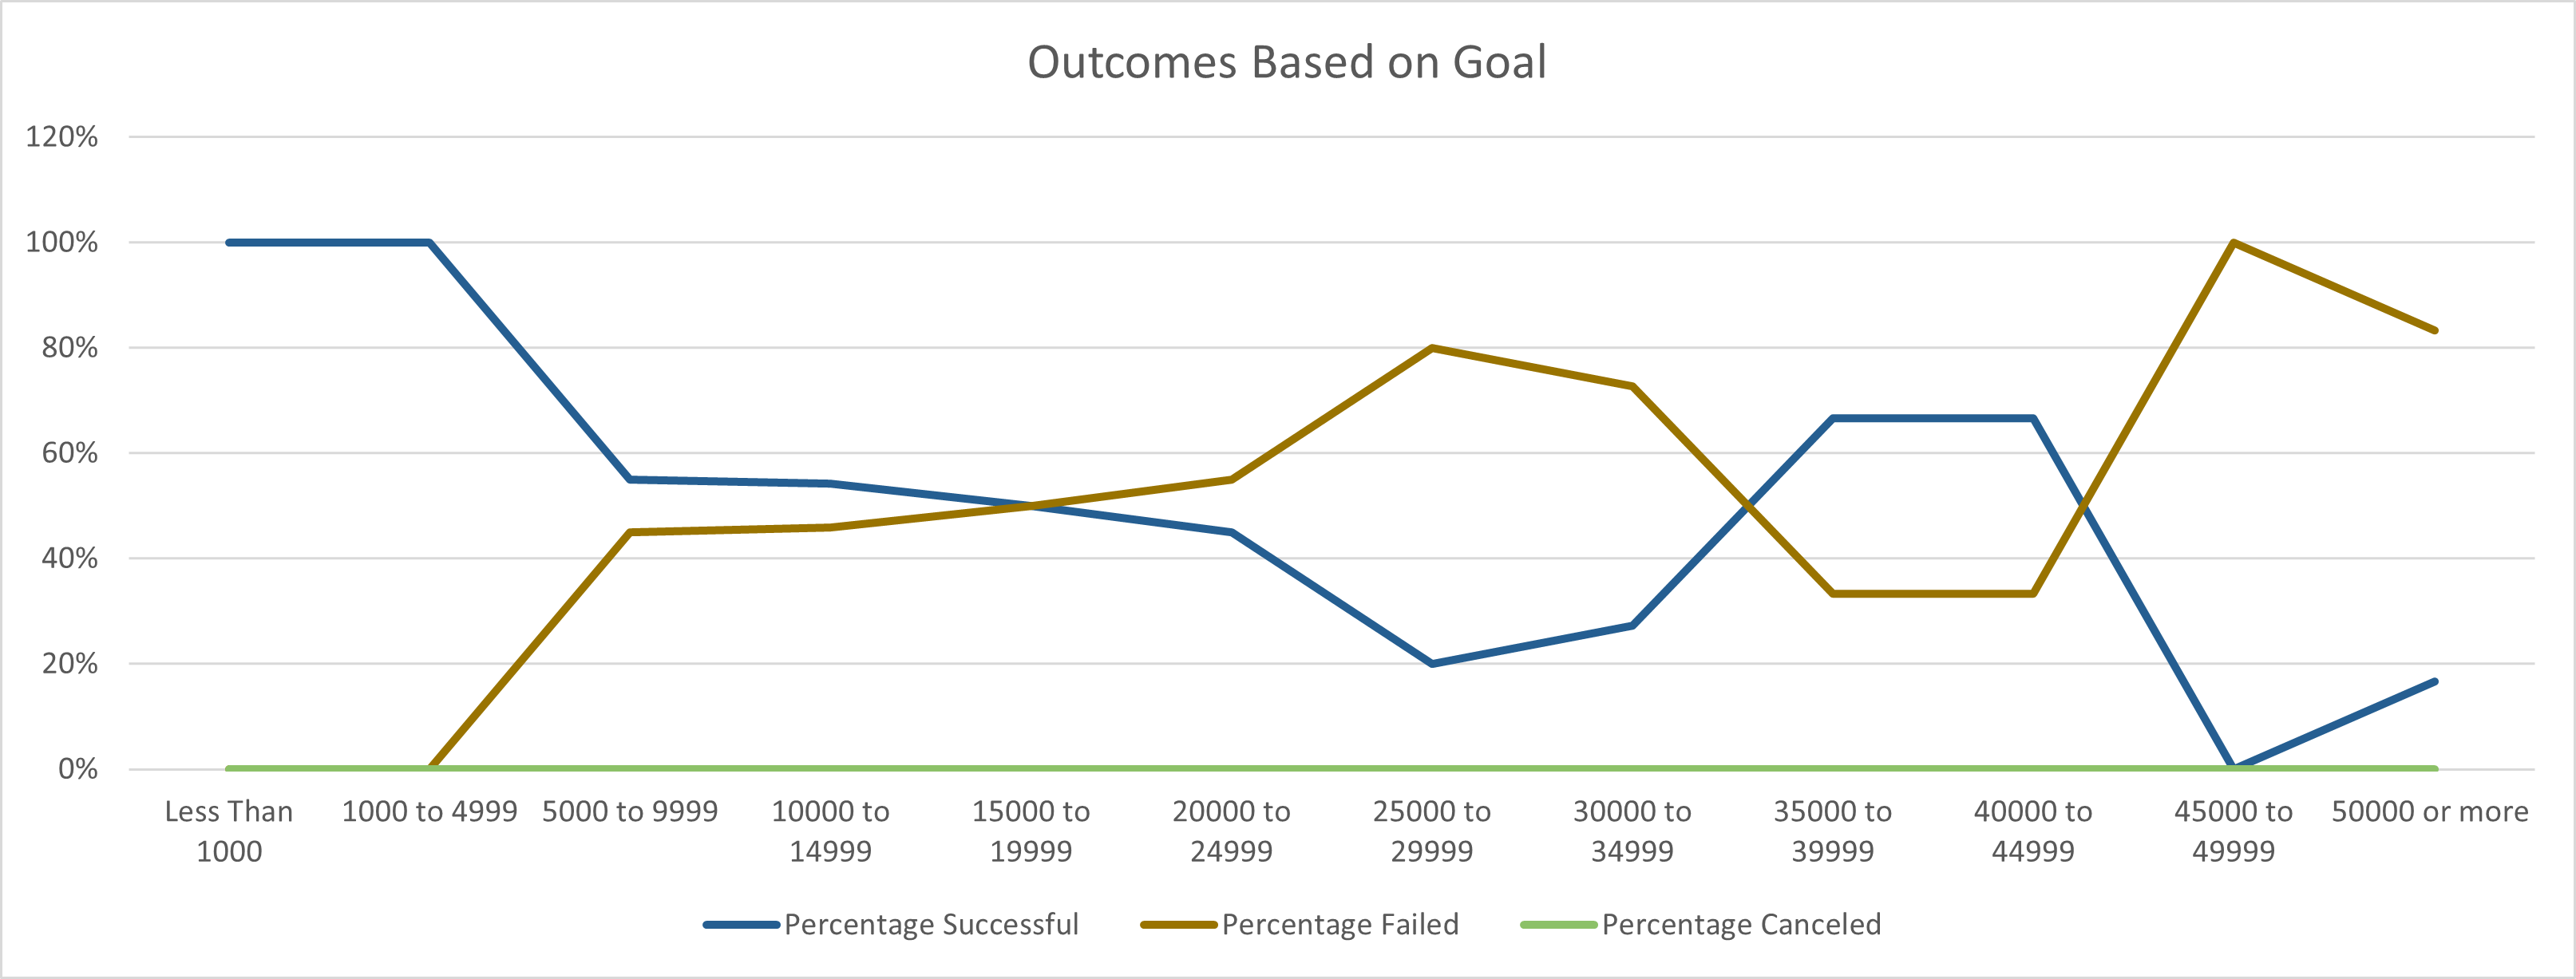 Outcomes Based on Goal
120%
100%
80%
60%
40%
20%
0%
Less Than
1000
1000 to 4999
5000 to 9999
10000 to
14999
15000 to
19999
20000 to
24999
25000 to
29999
30000 to
34999
35000 to
39999
40000 to
44999
45000 to
49999
50000 or more
Percentage Successful
Percentage Failed
Percentage Canceled